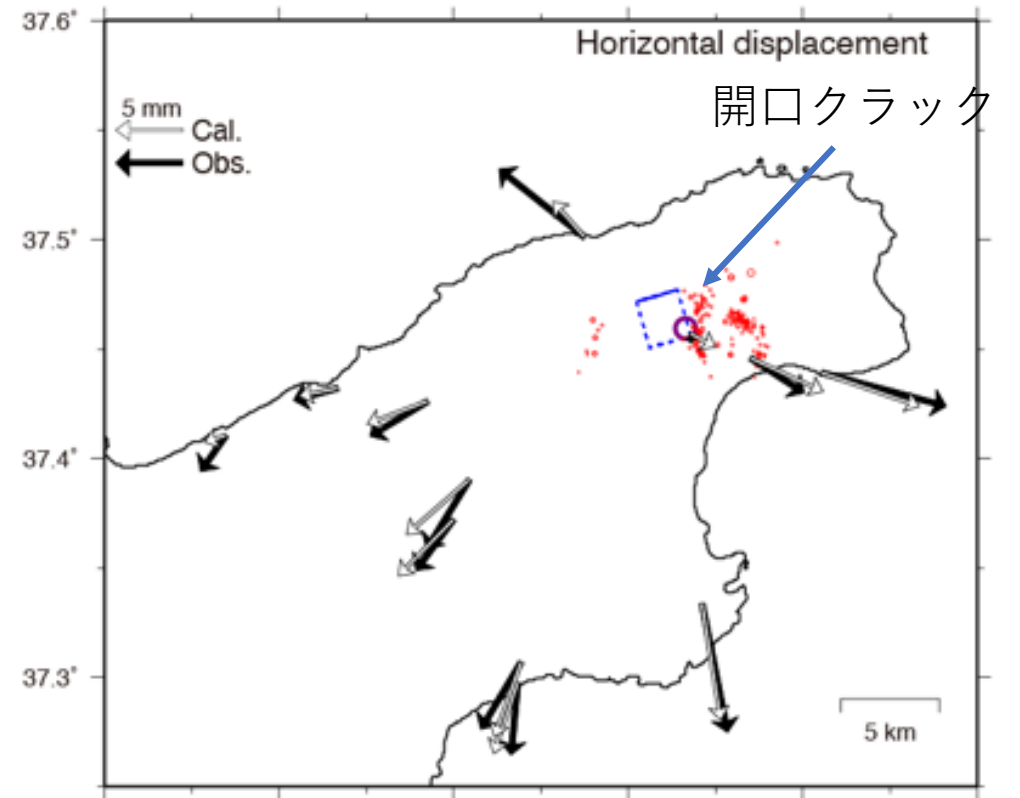 37.6°
Horizontal displacement
開口クラック
5 mm
Cal.
Obs.
37.5°
37.4°
37.3°
5 km